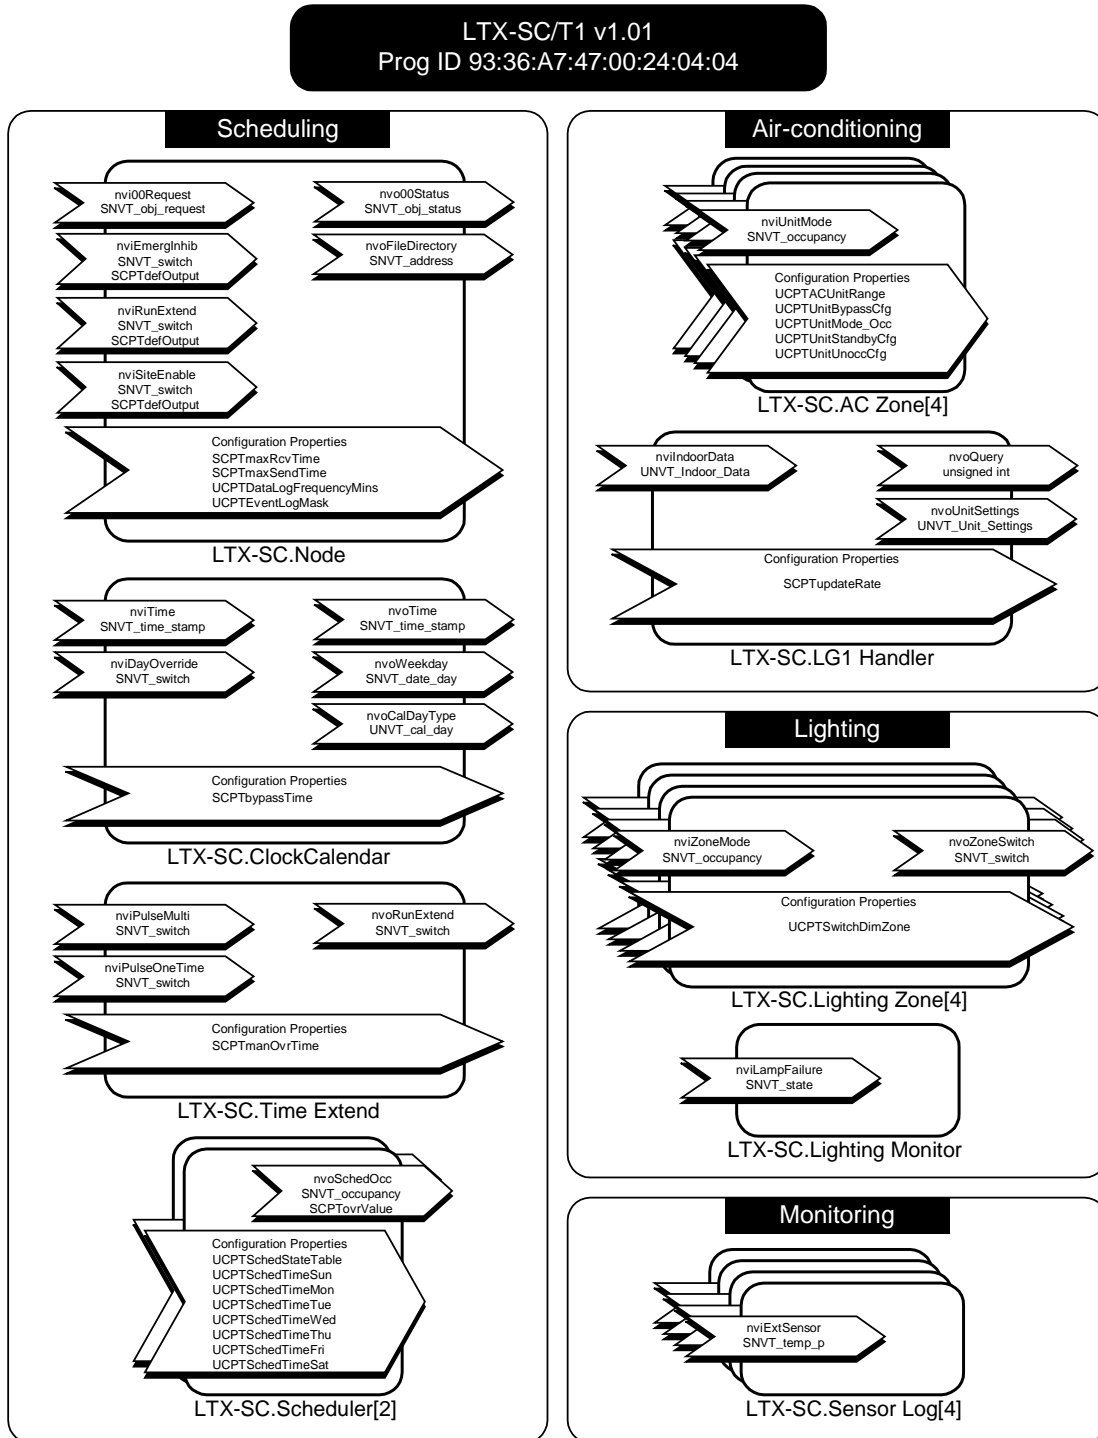 LTX-SC/T1 v1.01
Prog ID 93:36:A7:47:00:24:04:04
Scheduling
nvi00Request
SNVT_obj_request
nvo00Status
SNVT_obj_status
nviEmergInhib
SNVT_switch
SCPTdefOutput
nvoFileDirectory
SNVT_address
nviRunExtend
SNVT_switch
SCPTdefOutput
nviSiteEnable
SNVT_switch
SCPTdefOutput
Configuration Properties
SCPTmaxRcvTime
SCPTmaxSendTime
UCPTDataLogFrequencyMins
UCPTEventLogMask
LTX-SC.Node
nviTime
SNVT_time_stamp
nvoTime
SNVT_time_stamp
nviDayOverride
SNVT_switch
nvoWeekday
SNVT_date_day
nvoCalDayType
UNVT_cal_day
Configuration Properties
SCPTbypassTime
LTX-SC.ClockCalendar
nviPulseMulti
SNVT_switch
nvoRunExtend
SNVT_switch
nviPulseOneTime
SNVT_switch
Configuration Properties
SCPTmanOvrTime
LTX-SC.Time Extend
nvoSchedOcc
SNVT_occupancy
SCPTovrValue
Configuration Properties
UCPTSchedStateTable
UCPTSchedTimeSun
UCPTSchedTimeMon
UCPTSchedTimeTue
UCPTSchedTimeWed
UCPTSchedTimeThu
UCPTSchedTimeFri
UCPTSchedTimeSat
LTX-SC.Scheduler[2]
Air-conditioning
nviUnitMode
SNVT_occupancy
Configuration Properties
UCPTACUnitRange
UCPTUnitBypassCfg
UCPTUnitMode_Occ
UCPTUnitStandbyCfg
UCPTUnitUnoccCfg
LTX-SC.AC Zone[4]
nviIndoorData
UNVT_Indoor_Data
nvoQuery
unsigned int
nvoUnitSettings
UNVT_Unit_Settings
Configuration Properties
SCPTupdateRate
LTX-SC.LG1 Handler
Lighting
nviZoneMode
SNVT_occupancy
nvoZoneSwitch
SNVT_switch
Configuration Properties
UCPTSwitchDimZone
LTX-SC.Lighting Zone[4]
nviLampFailure
SNVT_state
LTX-SC.Lighting Monitor
Monitoring
nviExtSensor
SNVT_temp_p
LTX-SC.Sensor Log[4]